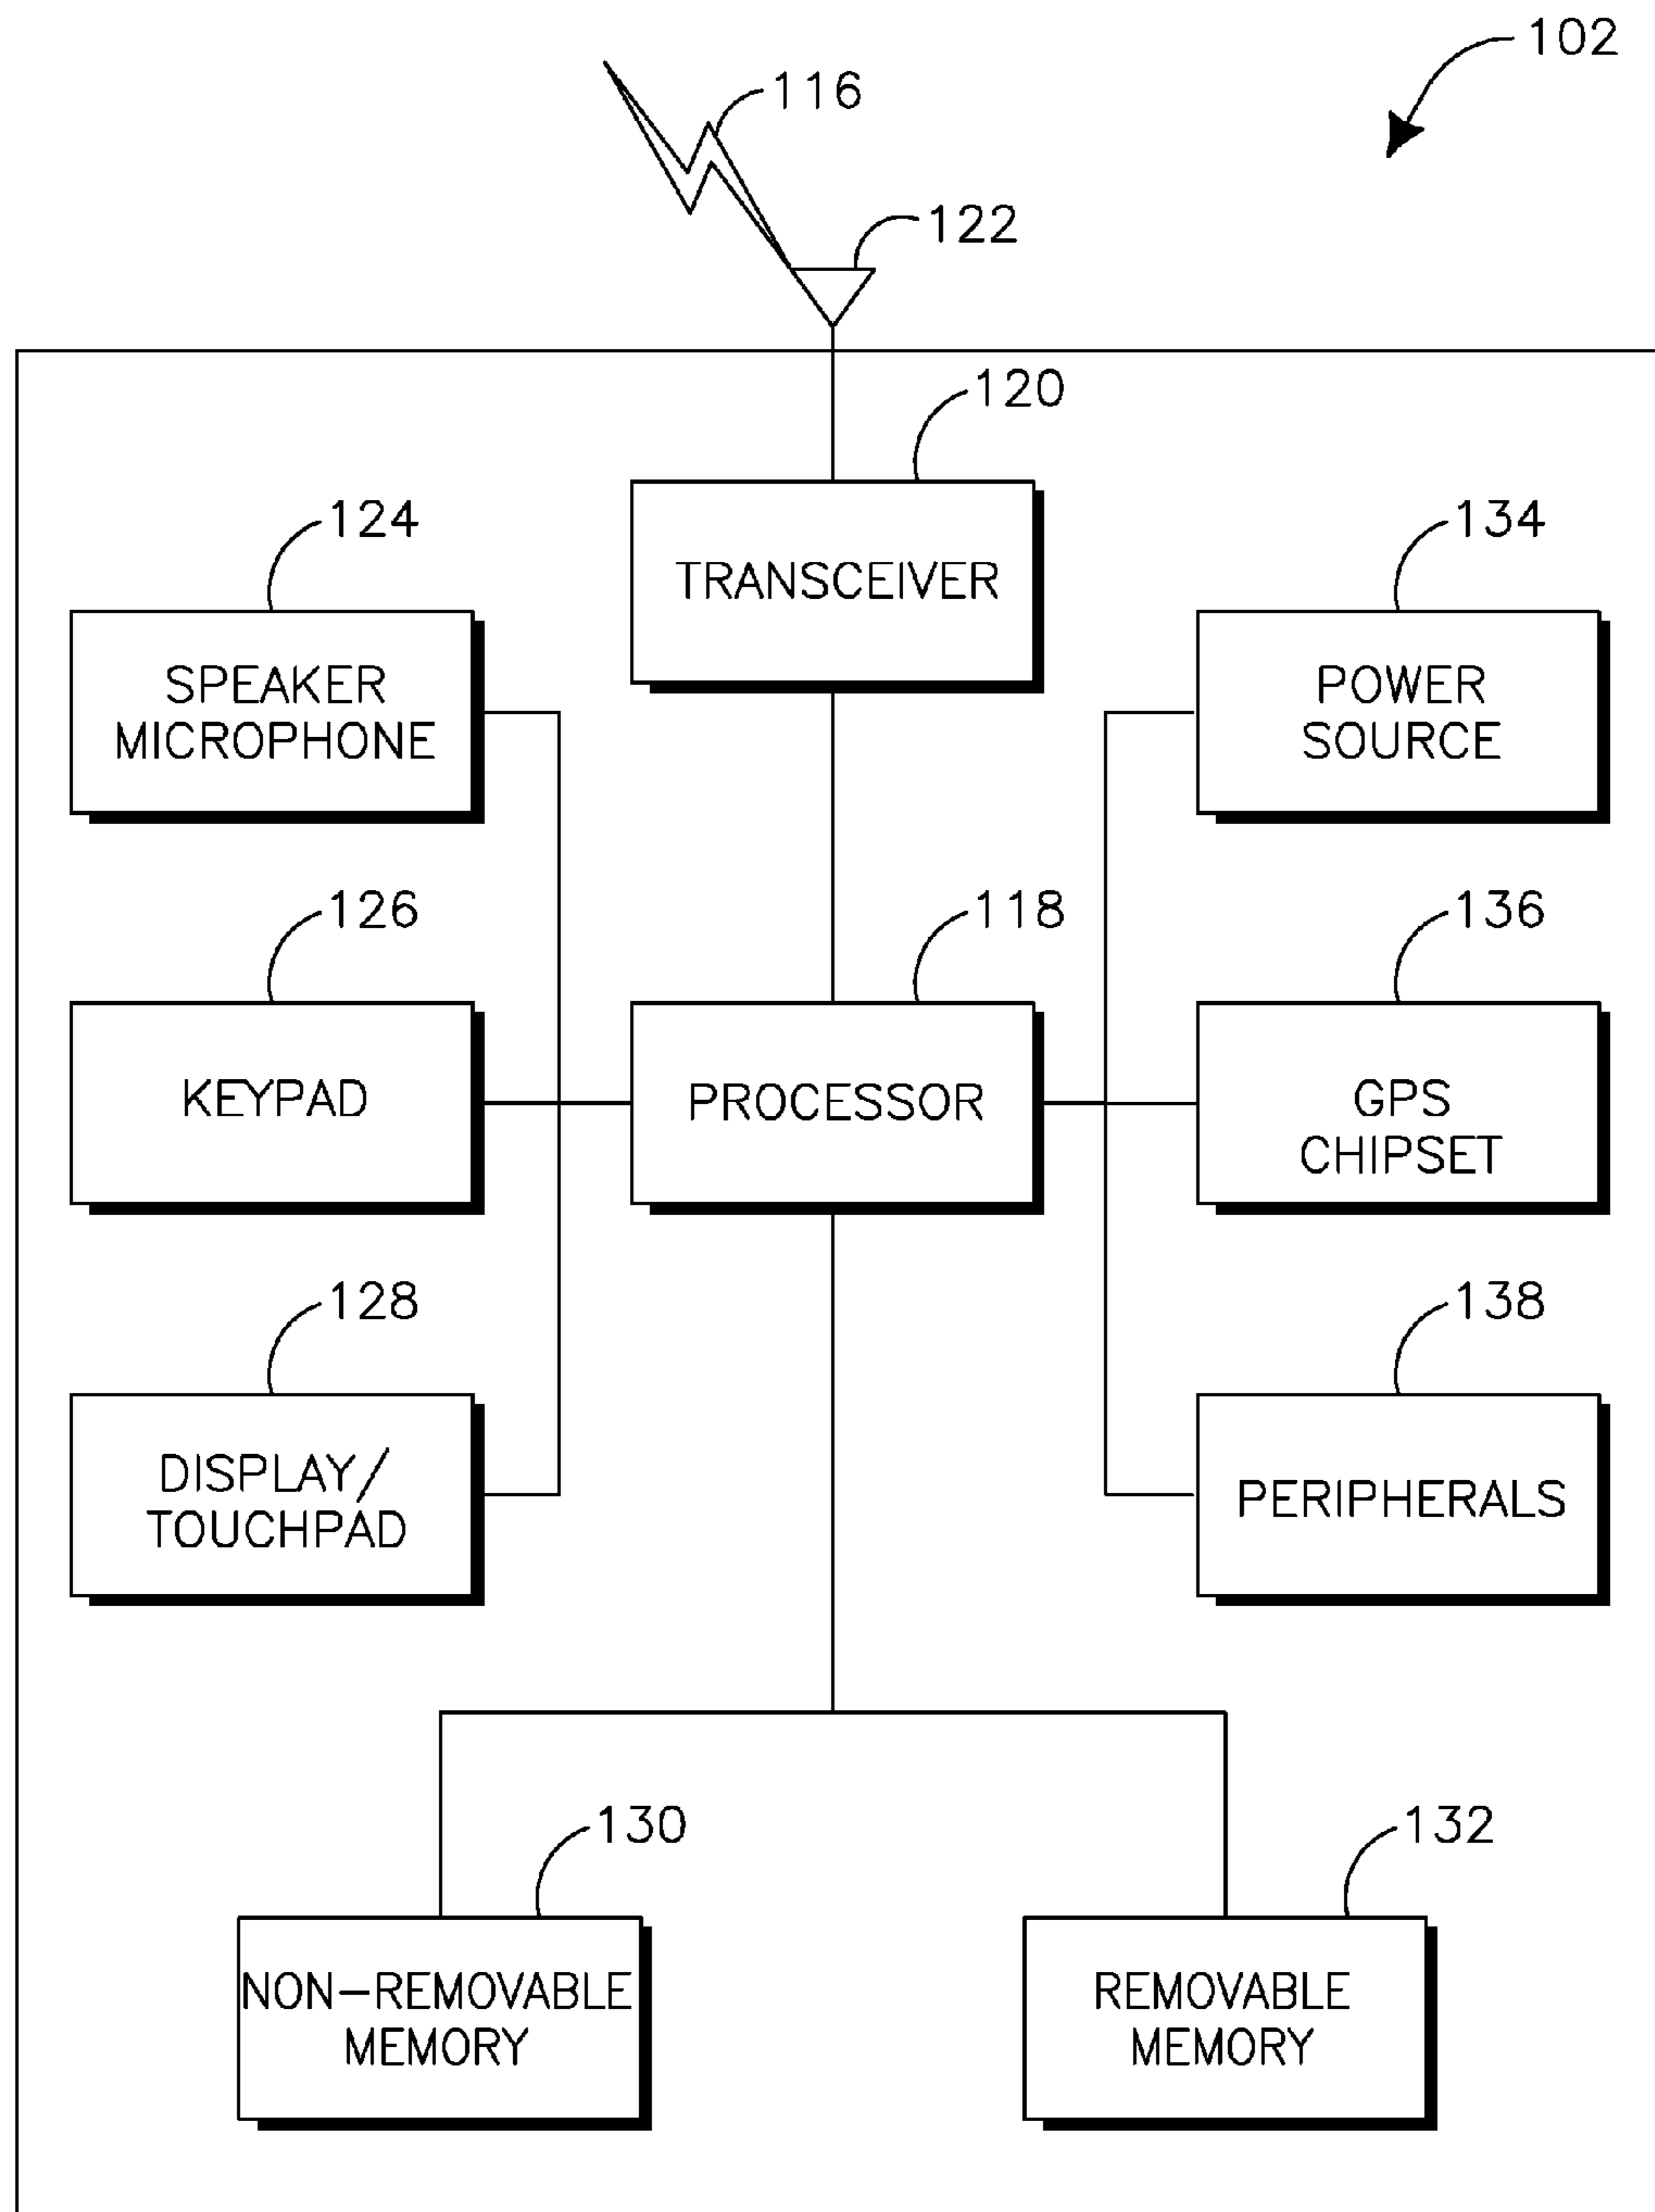 102
116
122
120
TRANSCEIVER
124
SPEAKER
MICROPHONE
134
POWER
SOURCE
126
KEYPAD
118
PROCESSOR
136
GPS
CHIPSET
128
DISPLAY/
TOUCHPAD
138
PERIPHERALS
130
NON-REMOVABLE
MEMORY
132
REMOVABLE
MEMORY